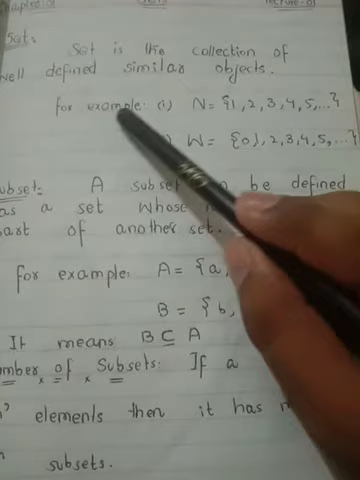 Set:
Set is the collection of
well defined similar objects.
for example: (i) N = {1, 2, 3, 4, 5, ...}
) W = {0, 1, 2, 3, 4, 5, ...}
subset: A subset be defined
as a set whose
part of another set.
for example: A = {a,
B = {b,
It means B ⊆ A
mber of Subsets: If a
n' elements then it has
subsets.